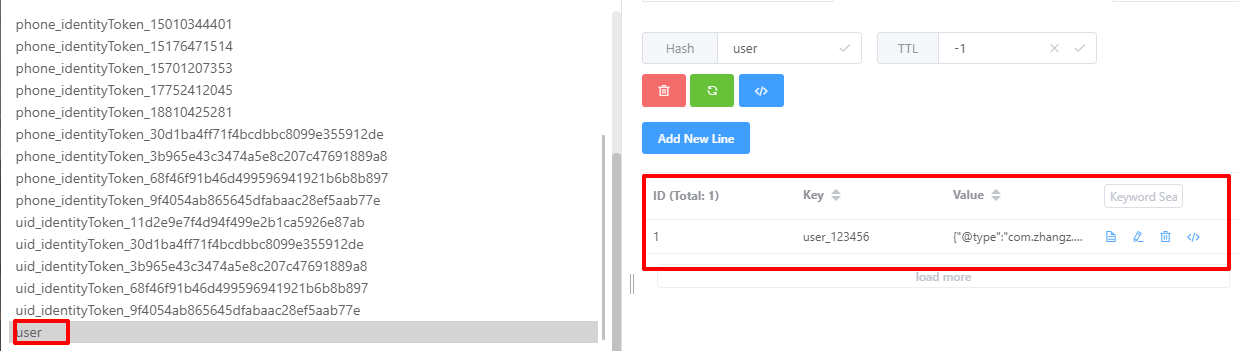 phone_identityToken_15010344401
phone_identityToken_15176471514
phone_identityToken_15701207353
phone_identityToken_17752412045
phone_identityToken_18810425281
phone_identityToken_30d1ba4ff71f4bcdbbc8099e355912de
phone_identityToken_3b965e43c3474a5e8c207c47691889a8
phone_identityToken_68f46f91b46d499596941921b6b8b897
phone_identityToken_9f4054ab865645dfabaac28ef5aab77e
uid_identityToken_11d2e9e7f4d94f499e2b1ca5926e87ab
uid_identityToken_30d1ba4ff71f4bcdbbc8099e355912de
uid_identityToken_3b965e43c3474a5e8c207c47691889a8
uid_identityToken_68f46f91b46d499596941921b6b8b897
uid_identityToken_9f4054ab865645dfabaac28ef5aab77e
user
Hash user TTL -1
Add New Line
ID (Total: 1) Key Value Keyword Sea
1 user_123456 {"@type":"com.zhangz....
load more